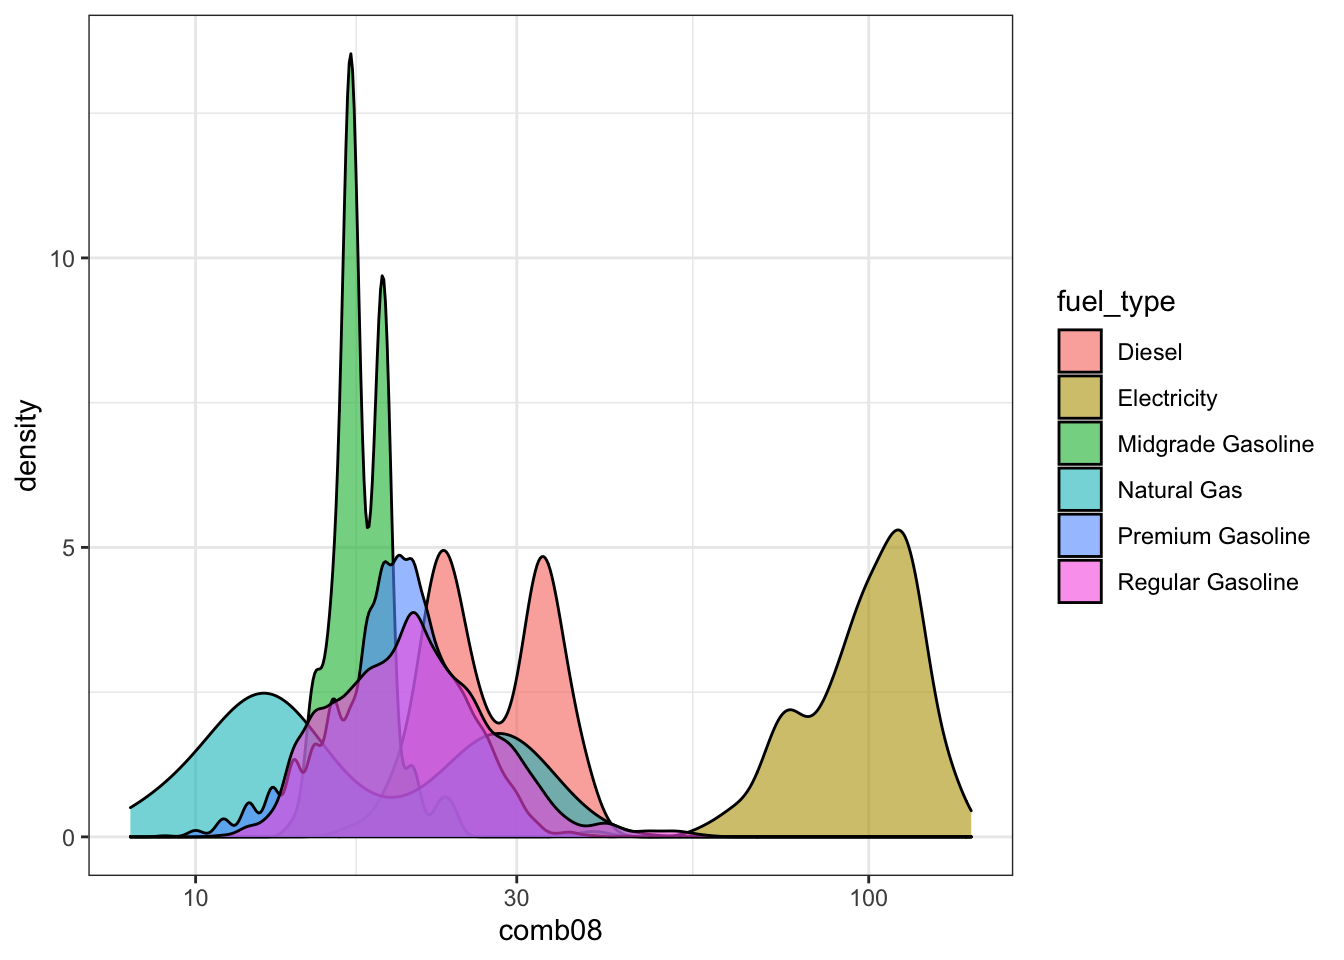 density
10
5
0
10
30
100
comb08
fuel_type
Diesel
Electricity
Midgrade Gasoline
Natural Gas
Premium Gasoline
Regular Gasoline